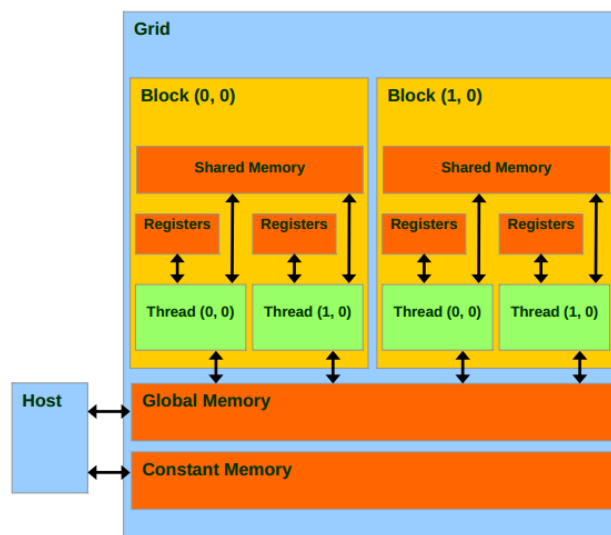 Grid
Block (0, 0)
Block (1, 0)
Shared Memory
Shared Memory
Registers
Registers
Registers
Registers
Thread (0, 0)
Thread (1, 0)
Thread (0, 0)
Thread (1, 0)
Host
Global Memory
Constant Memory